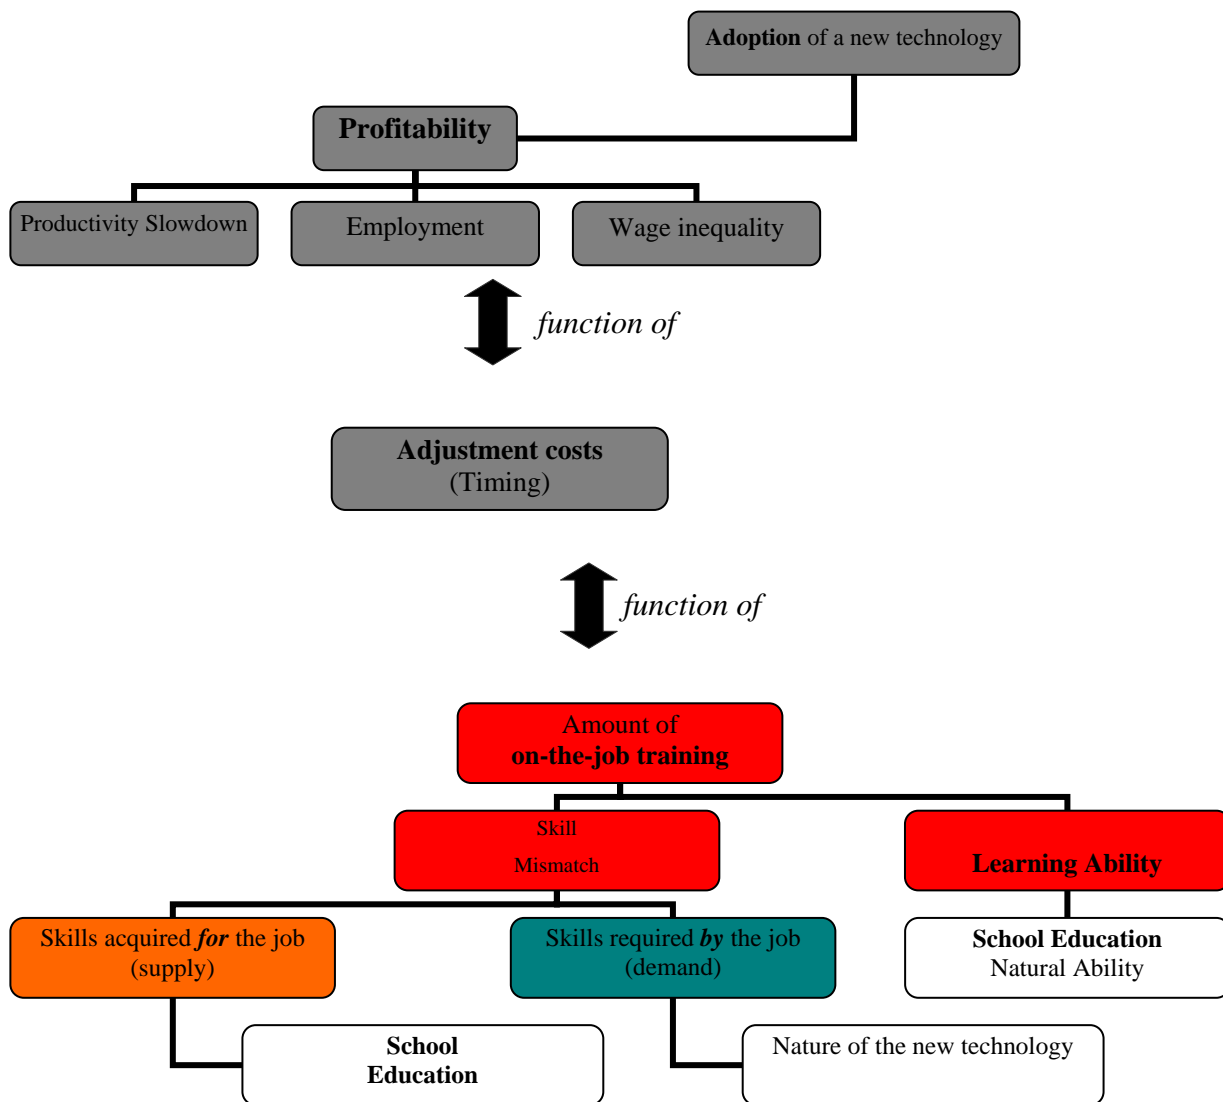 Adoption of a new technology
Profitability
Productivity Slowdown
Employment
Wage inequality
function of
Adjustment costs
(Timing)
function of
Amount of
on-the-job training
Skill
Mismatch
Learning Ability
Skills acquired for the job
(supply)
Skills required by the job
(demand)
School Education
Natural Ability
School
Education
Nature of the new technology